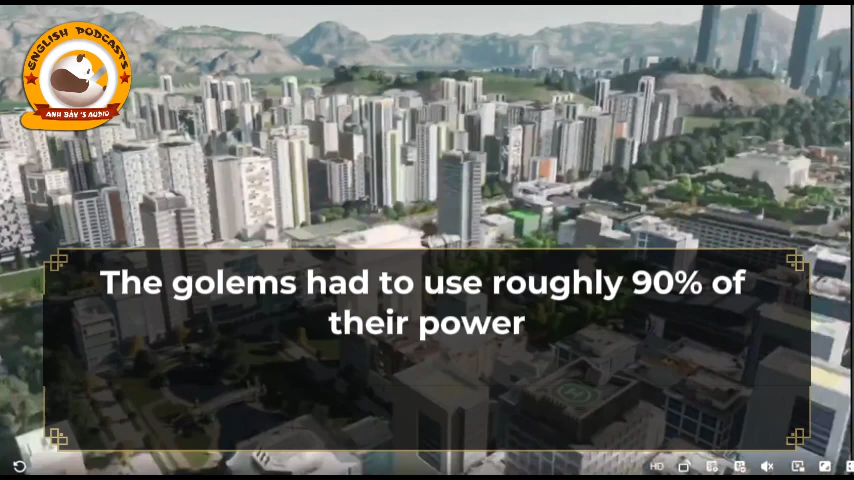 ENGLISH PODCASTS
ANH BẢY 'S AUDIO
The golems had to use roughly 90% of
their power
H
HD